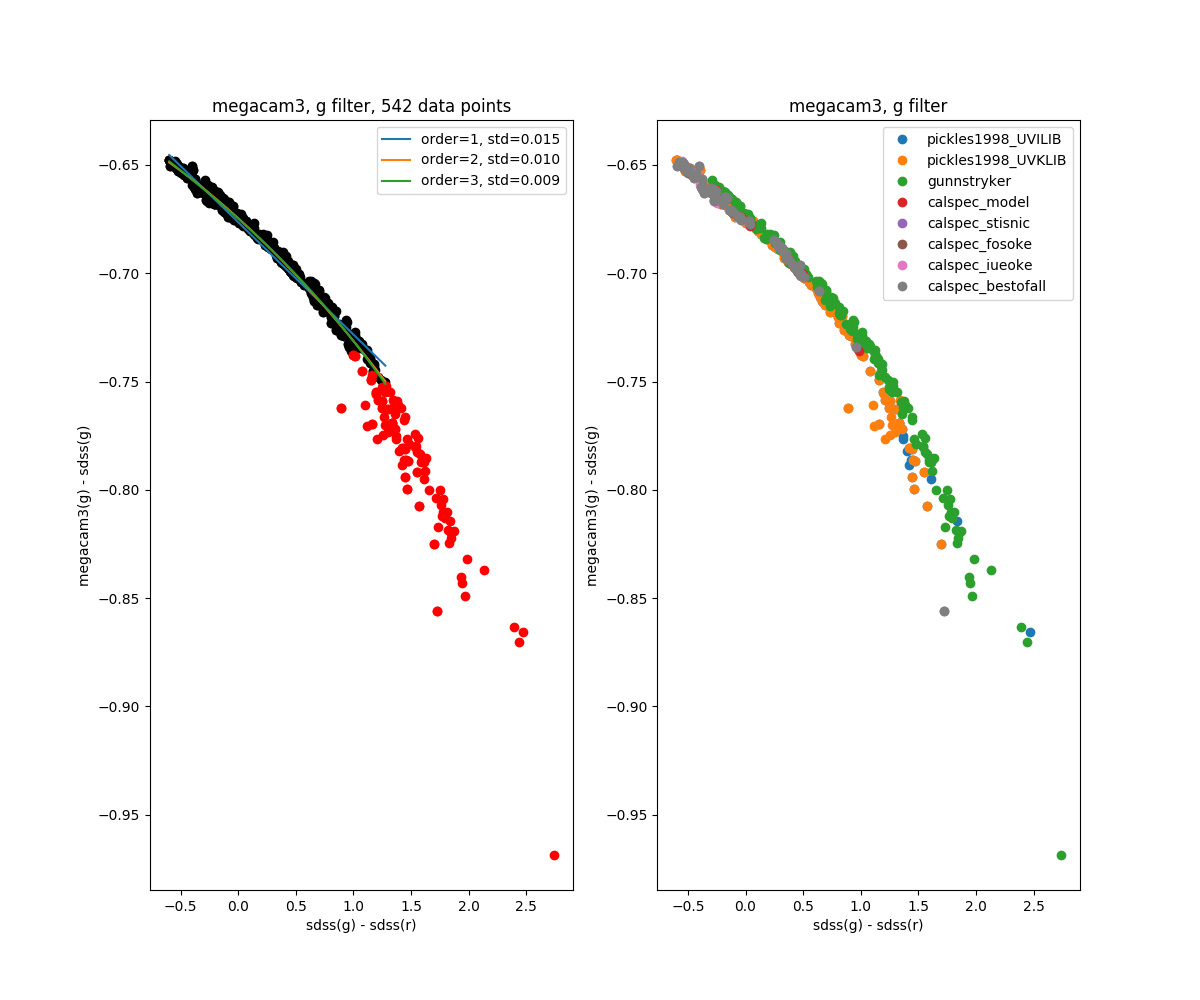 megacam3, g filter, 542 data points
order=1, std=0.015
order=2, std=0.010
order=3, std=0.009
−0.65
−0.70
−0.75
−0.80
−0.85
−0.90
−0.95
megacam3(g) - sdss(g)
−0.5
0.0
0.5
1.0
1.5
2.0
2.5
sdss(g) - sdss(r)
megacam3, g filter
pickles1998_UVILIB
pickles1998_UVKLIB
gunnstryker
calspec_model
calspec_stisnic
calspec_fosoke
calspec_iueoke
calspec_bestofall
−0.65
−0.70
−0.75
−0.80
−0.85
−0.90
−0.95
megacam3(g) - sdss(g)
−0.5
0.0
0.5
1.0
1.5
2.0
2.5
sdss(g) - sdss(r)